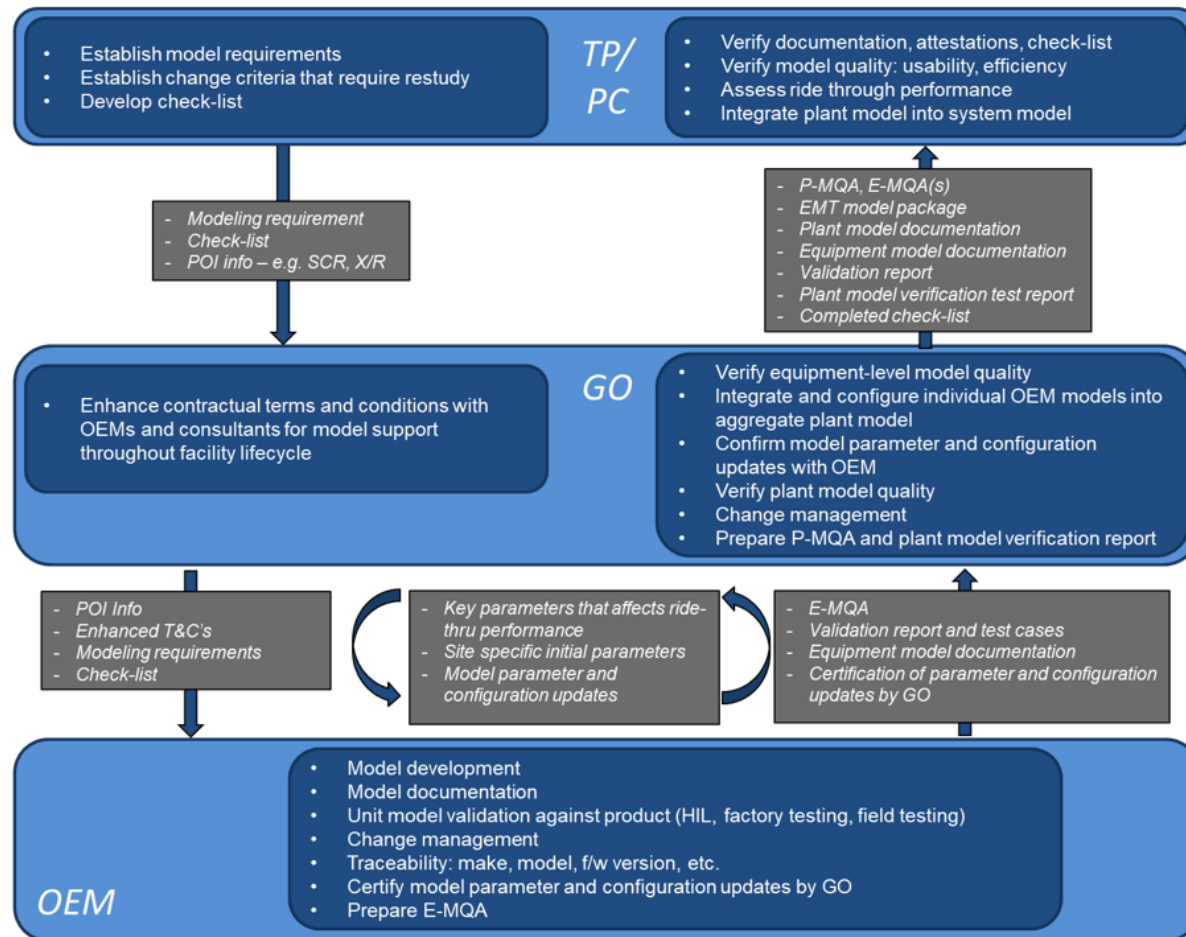 • Establish model requirements
• Establish change criteria that require restudy
• Develop check-list
TP/
PC
• Verify documentation, attestations, check-list
• Verify model quality: usability, efficiency
• Assess ride through performance
• Integrate plant model into system model
- Modeling requirement
- Check-list
- POI info – e.g. SCR, X/R
- P-MQA, E-MQA(s)
- EMT model package
- Plant model documentation
- Equipment model documentation
- Validation report
- Plant model verification test report
- Completed check-list
• Enhance contractual terms and conditions with
OEMs and consultants for model support
throughout facility lifecycle
GO
• Verify equipment-level model quality
• Integrate and configure individual OEM models into
aggregate plant model
• Confirm model parameter and configuration
updates with OEM
• Verify plant model quality
• Change management
• Prepare P-MQA and plant model verification report
- POI Info
- Enhanced T&C's
- Modeling requirements
- Check-list
- Key parameters that affects ride-
thru performance
- Site specific initial parameters
- Model parameter and
configuration updates
- E-MQA
- Validation report and test cases
- Equipment model documentation
- Certification of parameter and configuration
updates by GO
• Model development
• Model documentation
• Unit model validation against product (HIL, factory testing, field testing)
• Change management
• Traceability: make, model, f/w version, etc.
• Certify model parameter and configuration updates by GO
• Prepare E-MQA
OEM